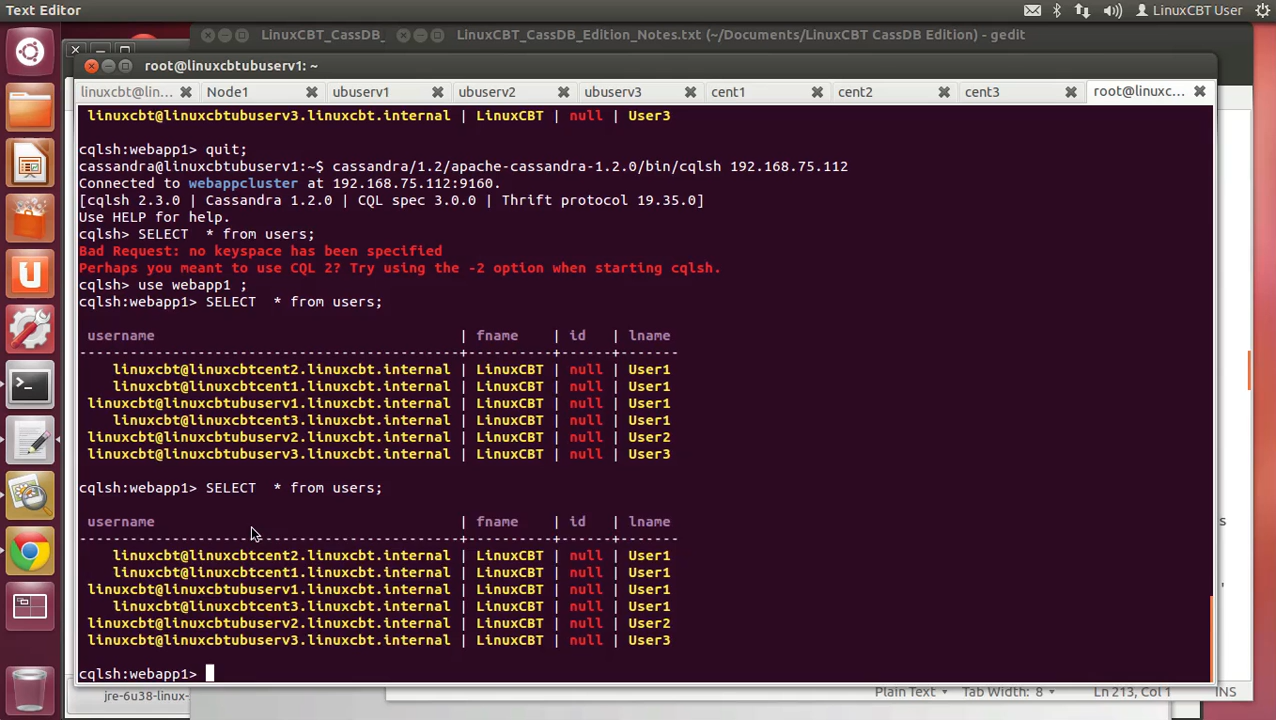 Text Editor
LinuxCBT User
LinuxCBT_CassDB_
LinuxCBT_CassDB_Edition_Notes.txt (~/Documents/LinuxCBT CassDB Edition) - gedit
root@linuxcbtubuserv1: ~
linuxcbt@lin...
Node1
ubuserv1
ubuserv2
ubuserv3
cent1
cent2
cent3
root@linuxc...
linuxcbt@linuxcbtubuserv3.linuxcbt.internal | LinuxCBT | null | User3
cqlsh:webapp1> quit;
cassandra@linuxcbtubuserv1:~$ cassandra/1.2/apache-cassandra-1.2.0/bin/cqlsh 192.168.75.112
Connected to webappcluster at 192.168.75.112:9160.
[cqlsh 2.3.0 | Cassandra 1.2.0 | CQL spec 3.0.0 | Thrift protocol 19.35.0]
Use HELP for help.
cqlsh> SELECT  * from users;
Bad Request: no keyspace has been specified
Perhaps you meant to use CQL 2? Try using the -2 option when starting cqlsh.
cqlsh> use webapp1 ;
cqlsh:webapp1> SELECT  * from users;
username | fname | id | lname
---------------------------------------------+----------+------+-------
linuxcbt@linuxcbtcent2.linuxcbt.internal | LinuxCBT | null | User1
linuxcbt@linuxcbtcent1.linuxcbt.internal | LinuxCBT | null | User1
linuxcbt@linuxcbtubuserv1.linuxcbt.internal | LinuxCBT | null | User1
linuxcbt@linuxcbtcent3.linuxcbt.internal | LinuxCBT | null | User1
linuxcbt@linuxcbtubuserv2.linuxcbt.internal | LinuxCBT | null | User2
linuxcbt@linuxcbtubuserv3.linuxcbt.internal | LinuxCBT | null | User3
cqlsh:webapp1> SELECT  * from users;
username | fname | id | lname
---------------------------------------------+----------+------+-------
linuxcbt@linuxcbtcent2.linuxcbt.internal | LinuxCBT | null | User1
linuxcbt@linuxcbtcent1.linuxcbt.internal | LinuxCBT | null | User1
linuxcbt@linuxcbtubuserv1.linuxcbt.internal | LinuxCBT | null | User1
linuxcbt@linuxcbtcent3.linuxcbt.internal | LinuxCBT | null | User1
linuxcbt@linuxcbtubuserv2.linuxcbt.internal | LinuxCBT | null | User2
linuxcbt@linuxcbtubuserv3.linuxcbt.internal | LinuxCBT | null | User3
cqlsh:webapp1>
s
'
jre-6u38-linux-
Plain Text
Tab Width: 8
Ln 213, Col 1
INS